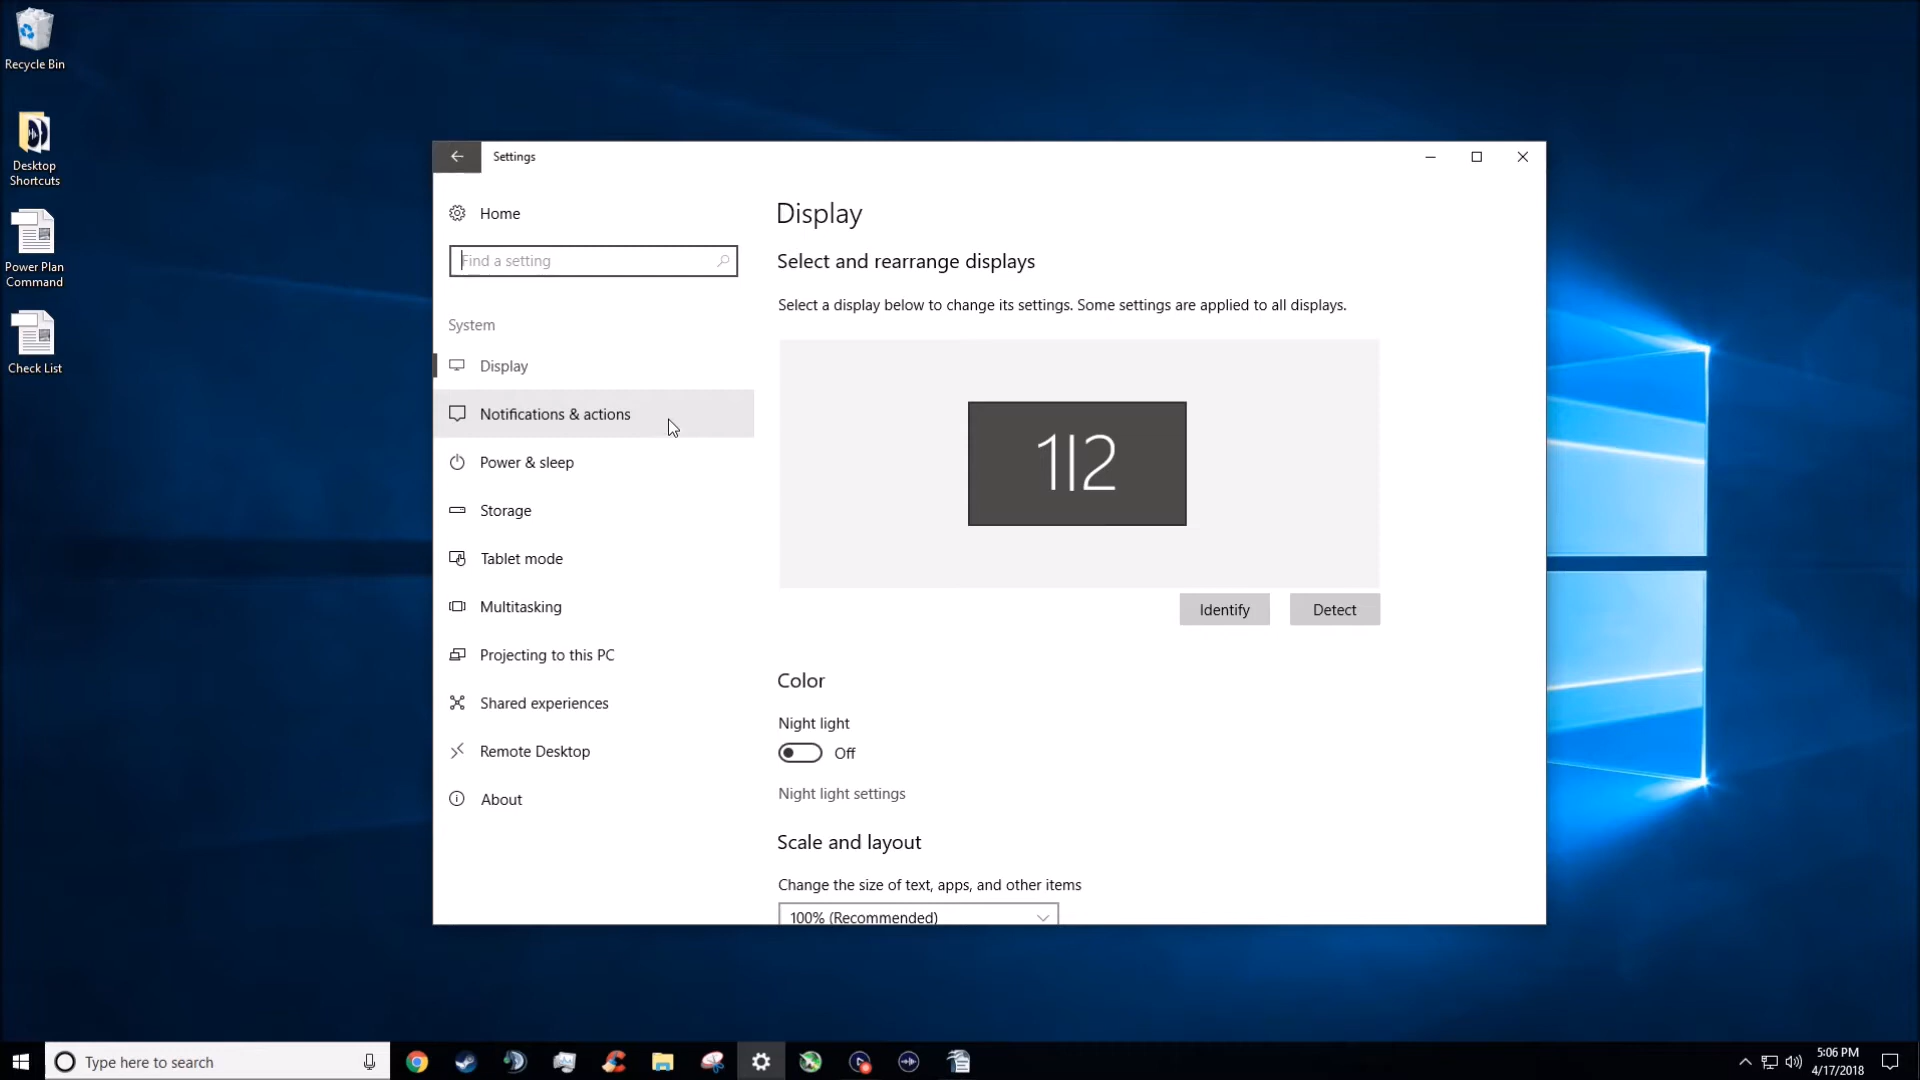 Recycle Bin
Desktop
Shortcuts
Power Plan
Command
Check List
Settings
Home
Find a setting
System
Display
Notifications & actions
Power & sleep
Storage
Tablet mode
Multitasking
Projecting to this PC
Shared experiences
Remote Desktop
About
Display
Select and rearrange displays
Select a display below to change its settings. Some settings are applied to all displays.
1|2
Identify
Detect
Color
Night light
Off
Night light settings
Scale and layout
Change the size of text, apps, and other items
100% (Recommended)
Type here to search
5:06 PM
4/17/2018